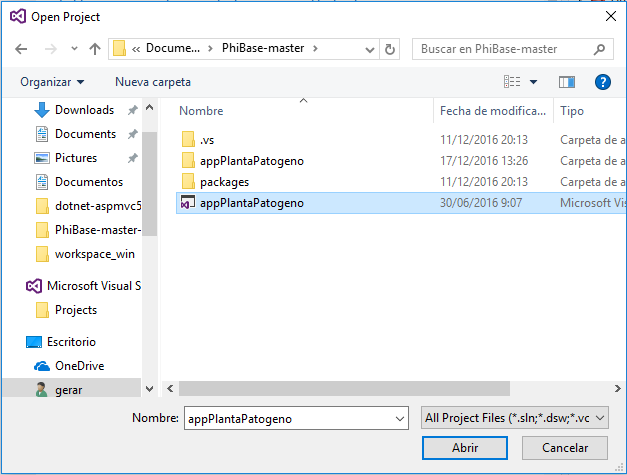 Open Project
« Docume... > PhiBase-master >
Buscar en PhiBase-master
Organizar
Nueva carpeta
?
Nombre
Fecha de modifica...
Tipo
Downloads
Documents
Pictures
Documentos
dotnet-aspmvc5
PhiBase-master-
workspace_win
Microsoft Visual S
Projects
Escritorio
OneDrive
gerar
.vs 11/12/2016 20:13 Carpeta de a
appPlantaPatogeno 17/12/2016 13:26 Carpeta de a
packages 11/12/2016 20:13 Carpeta de a
appPlantaPatogeno 30/06/2016 9:07 Microsoft Vis
Nombre: appPlantaPatogeno
All Project Files (*.sln;*.dsw;*.vc
Abrir
Cancelar